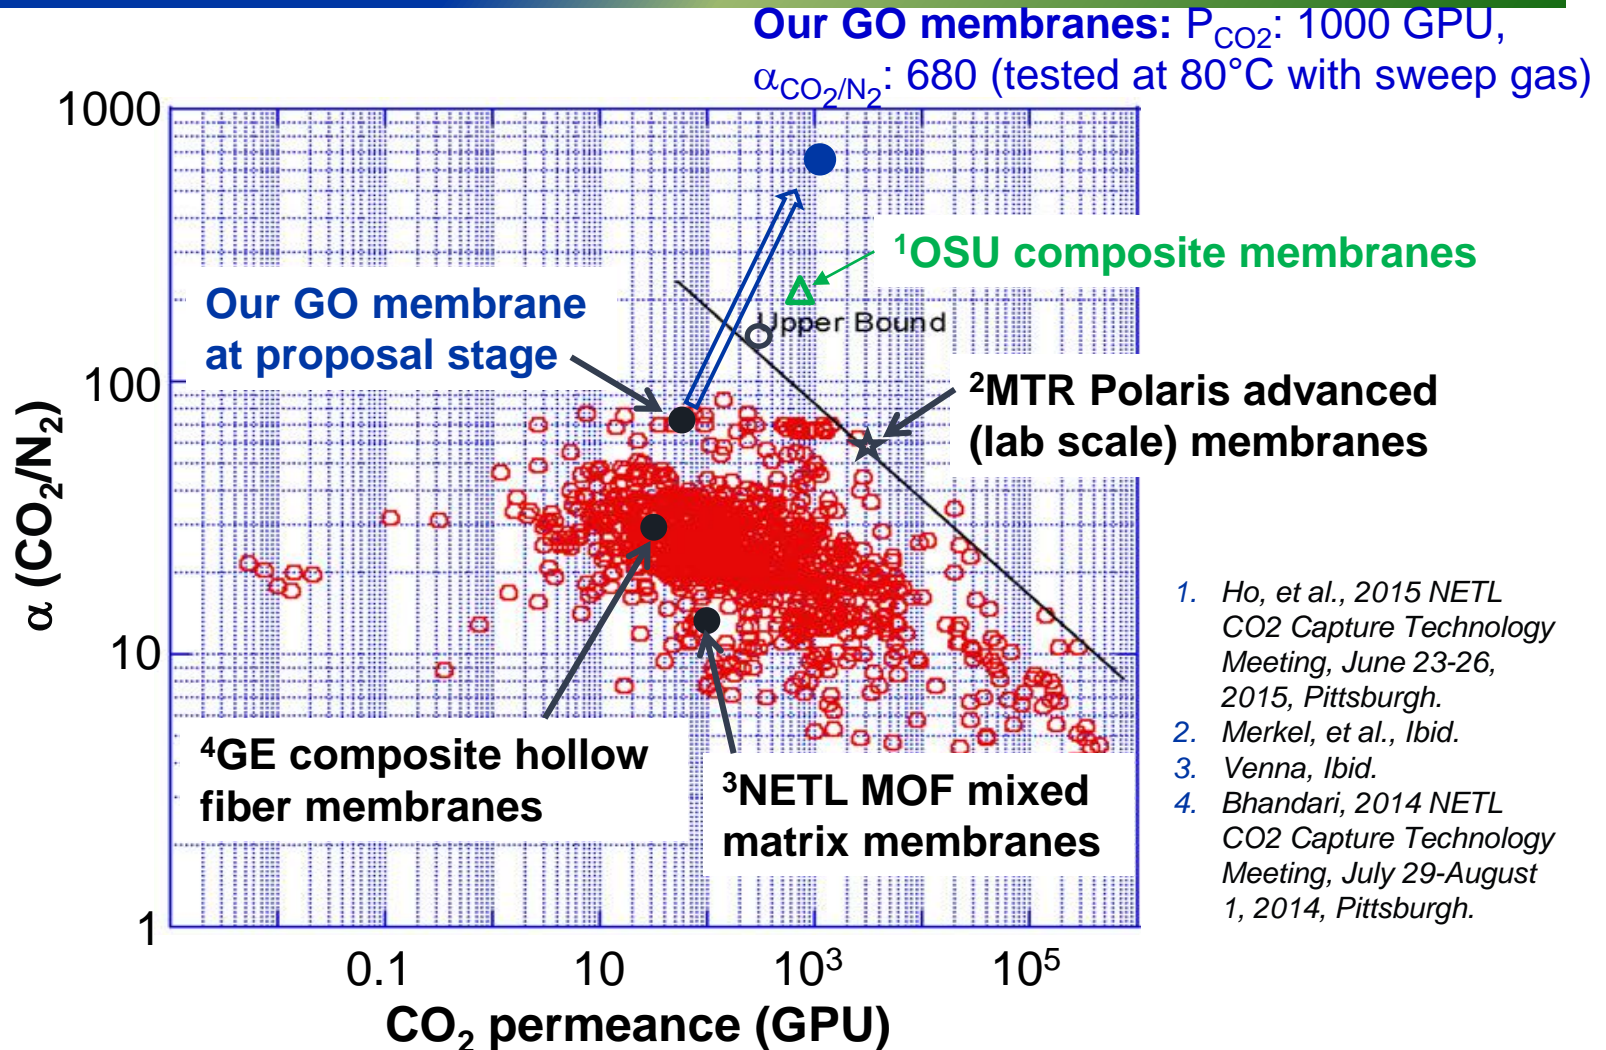 Our GO membranes: P_CO2: 1000 GPU,
α_CO2/N2: 680 (tested at 80°C with sweep gas)
1000
¹OSU composite membranes
Our GO membrane
at proposal stage
Upper Bound
100
²MTR Polaris advanced
(lab scale) membranes
α (CO₂/N₂)
10
⁴GE composite hollow
fiber membranes
³NETL MOF mixed
matrix membranes
1
0.1 10 10³ 10⁵
CO₂ permeance (GPU)
1. Ho, et al., 2015 NETL
CO2 Capture Technology
Meeting, June 23-26,
2015, Pittsburgh.
2. Merkel, et al., Ibid.
3. Venna, Ibid.
4. Bhandari, 2014 NETL
CO2 Capture Technology
Meeting, July 29-August
1, 2014, Pittsburgh.